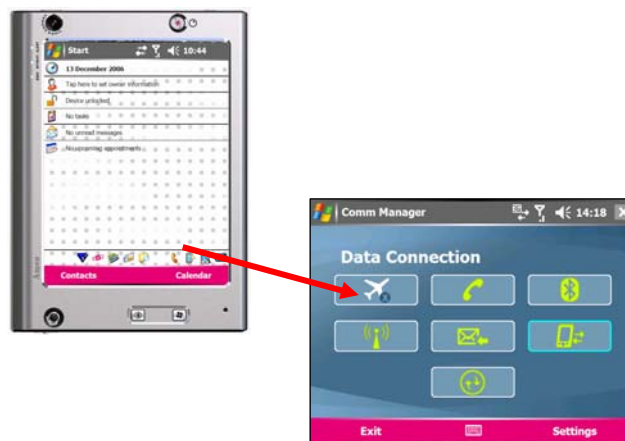 Start 10:44
13 December 2006
Tap here to set owner information
Device unlocked
No tasks
No unread messages
No upcoming appointments
Contacts Calendar
Comm Manager 14:18
Data Connection
Exit Settings